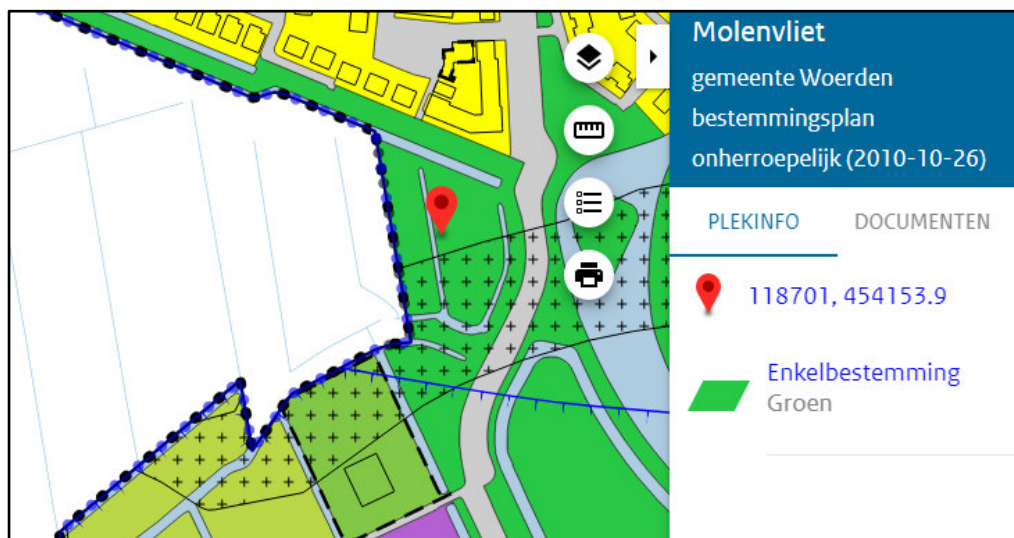 Molenvliet
gemeente Woerden
bestemmingsplan
onherroepelijk (2010-10-26)
PLEKINFO DOCUMENTEN
118701, 454153.9
Enkelbestemming
Groen